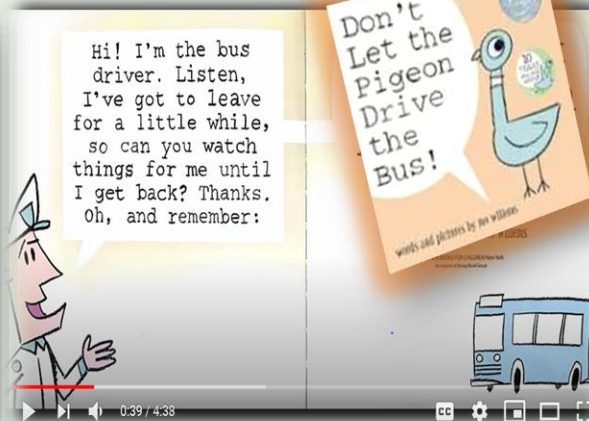 Hi! I'm the bus
driver. Listen,
I've got to leave
for a little while,
so can you watch
things for me until
I get back? Thanks.
Oh, and remember:
Don't
Let the
Pigeon
Drive
the
Bus!
words and pictures by mo willems
0:39 / 4:38
CC